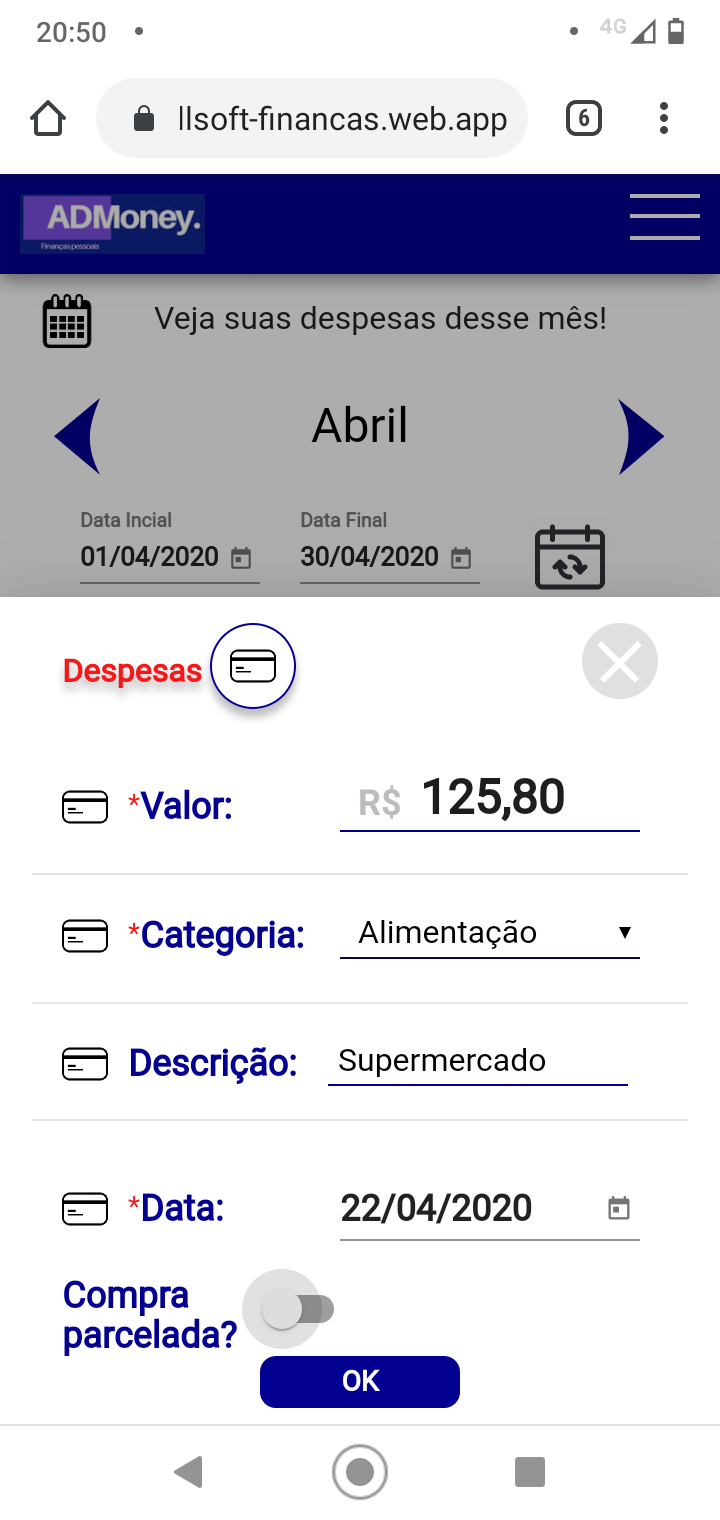 20:50
4G
llsoft-financas.web.app
6
ADMoney.
Finanças pessoais
Veja suas despesas desse mês!
Abril
Data Incial
Data Final
01/04/2020
30/04/2020
Despesas
*Valor:
R$ 125,80
*Categoria:
Alimentação
Descrição:
Supermercado
*Data:
22/04/2020
Compra
parcelada?
OK